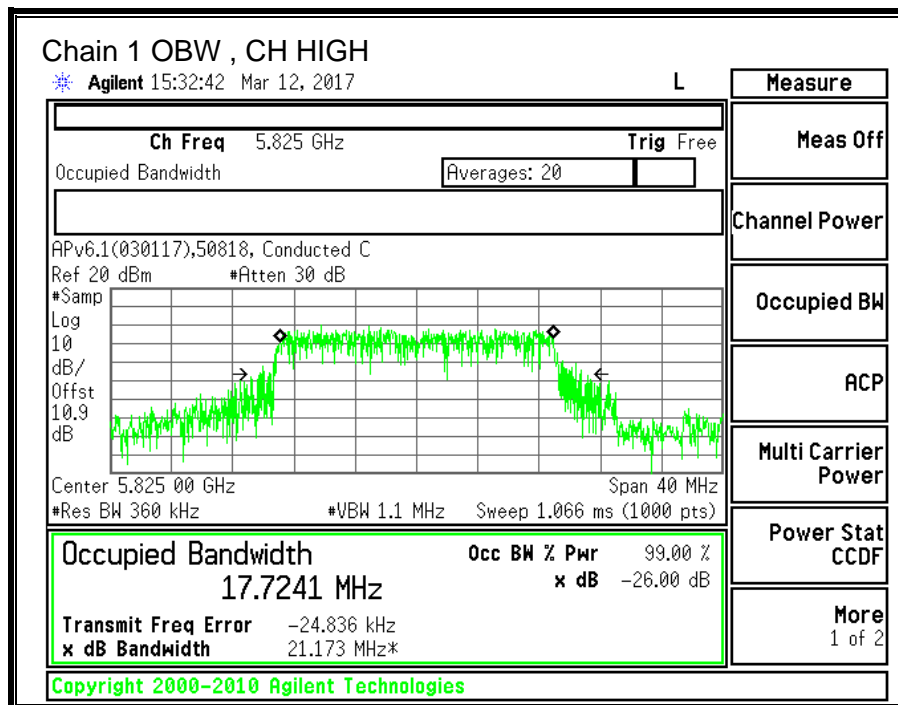 Chain 1 OBW , CH HIGH
Agilent 15:32:42 Mar 12, 2017 L
Measure
Ch Freq 5.825 GHz Trig Free
Meas Off
Occupied Bandwidth Averages: 20
Channel Power
APv6.1(030117),50818, Conducted C
Ref 20 dBm #Atten 30 dB
#Samp
Occupied BW
Log
10
dB/
ACP
Offst
10.9
dB
Multi Carrier
Power
Center 5.825 00 GHz Span 40 MHz
#Res BW 360 kHz #VBW 1.1 MHz Sweep 1.066 ms (1000 pts)
Power Stat
CCDF
Occupied Bandwidth Occ BW % Pwr 99.00 %
17.7241 MHz x dB -26.00 dB
Transmit Freq Error -24.836 kHz
x dB Bandwidth 21.173 MHz*
More
1 of 2
Copyright 2000-2010 Agilent Technologies